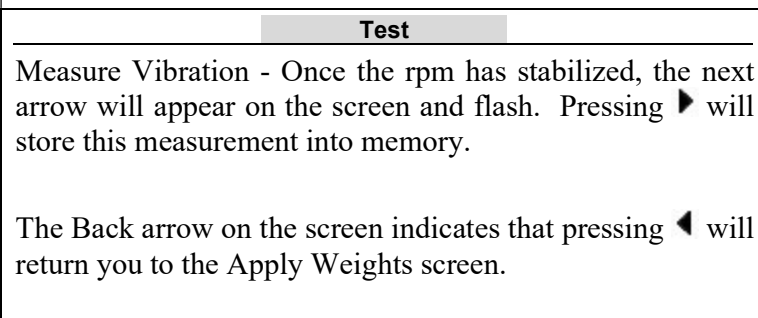 Test
Measure Vibration - Once the rpm has stabilized, the next
arrow will appear on the screen and flash. Pressing ▶ will
store this measurement into memory.
The Back arrow on the screen indicates that pressing ◀ will
return you to the Apply Weights screen.